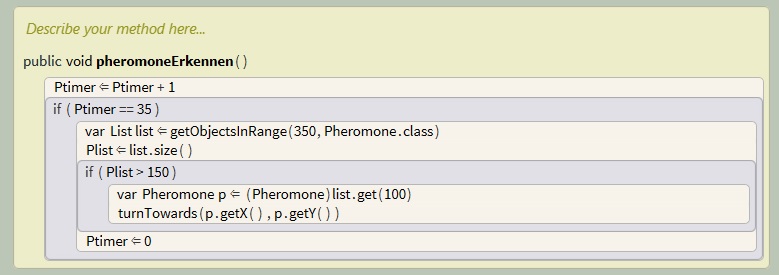 Describe your method here...
public void pheromoneErkennen()
Ptimer ⇐ Ptimer + 1
if ( Ptimer == 35 )
var List list ⇐ getObjectsInRange(350, Pheromone.class)
Plist ⇐ list.size()
if ( Plist > 150 )
var Pheromone p ⇐ (Pheromone)list.get(100)
turnTowards(p.getX() ,p.getY())
Ptimer ⇐ 0